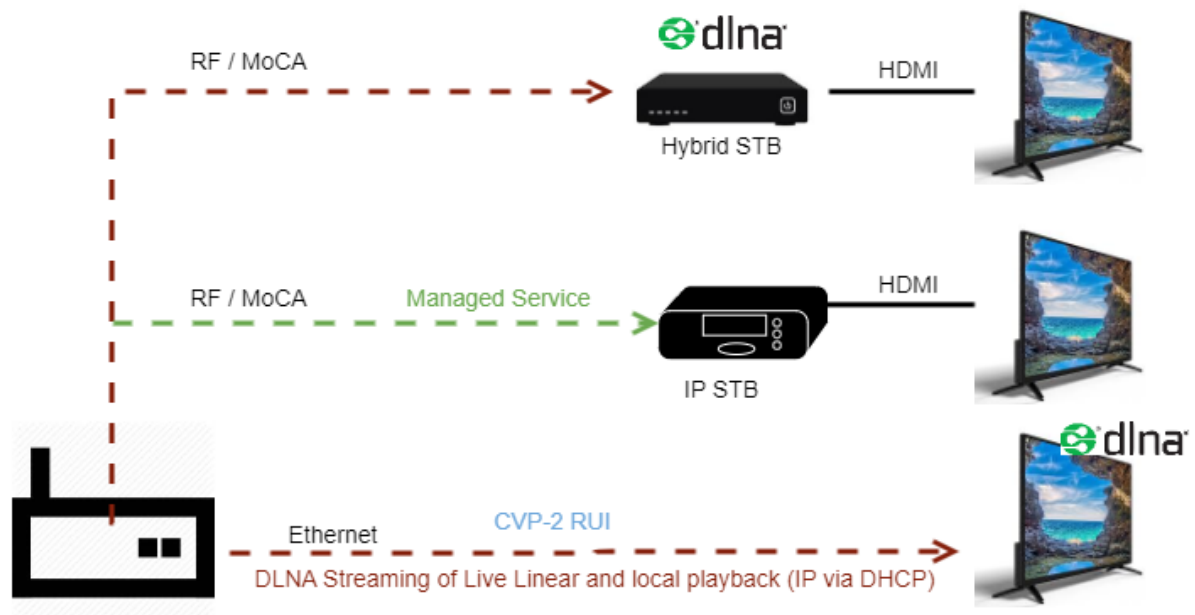 dlna
RF / MoCA
HDMI
Hybrid STB
RF / MoCA
Managed Service
HDMI
IP STB
dlna
Ethernet
CVP-2 RUI
DLNA Streaming of Live Linear and local playback (IP via DHCP)